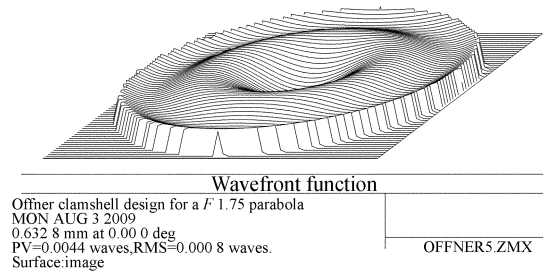 Wavefront function
Offner clamshell design for a F 1.75 parabola
MON AUG 3 2009
0.632 8 mm at 0.00 0 deg
PV=0.0044 waves,RMS=0.000 8 waves.
Surface:image
OFFNER5.ZMX